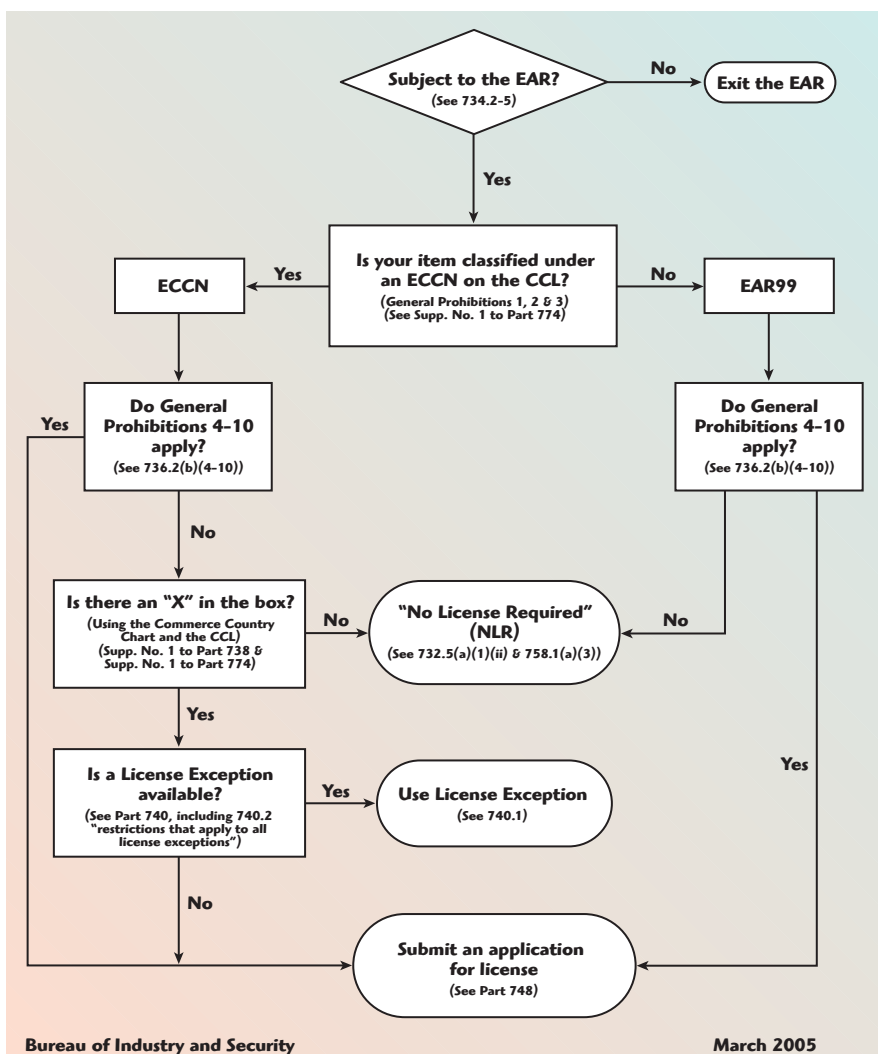 Subject to the EAR?
(See 734.2-5)
No
Exit the EAR
Yes
Is your item classified under
an ECCN on the CCL?
(General Prohibitions 1, 2 & 3)
(See Supp. No. 1 to Part 774)
Yes
ECCN
No
EAR99
Do General
Prohibitions 4-10
apply?
(See 736.2(b)(4-10))
Yes
Do General
Prohibitions 4-10
apply?
(See 736.2(b)(4-10))
No
Is there an “X” in the box?
(Using the Commerce Country
Chart and the CCL)
(Supp. No. 1 to Part 738 &
Supp. No. 1 to Part 774)
No
“No License Required”
(NLR)
(See 732.5(a)(1)(ii) & 758.1(a)(3))
No
Yes
Yes
Is a License Exception
available?
(See Part 740, including 740.2
“restrictions that apply to all
license exceptions”)
Yes
Use License Exception
(See 740.1)
No
Submit an application
for license
(See Part 748)
Bureau of Industry and Security
March 2005